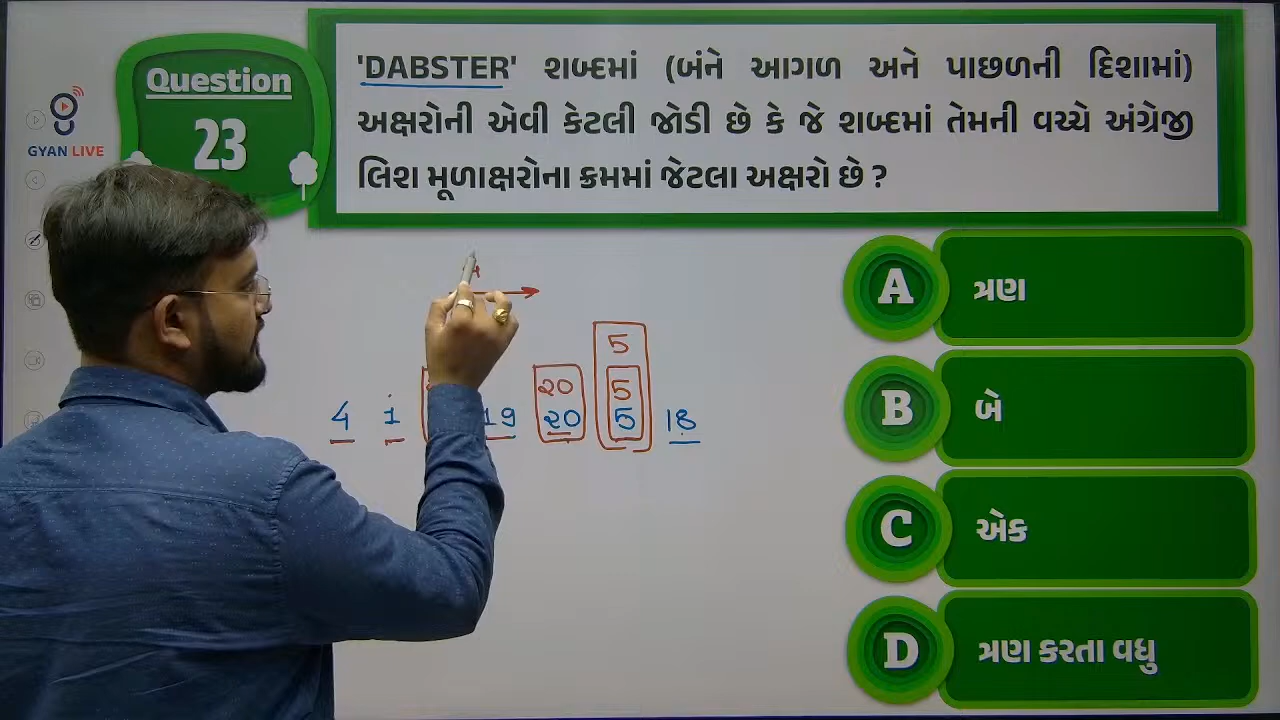 Question
23
GYAN LIVE
'DABSTER' શબ્દમાં (બંને આગળ અને પાછળની દિશામાં)
અક્ષરોની એવી કેટલી જોડી છે કે જે શબ્દમાં તેમની વચ્ચે અંગ્રેજી
લિશ મૂળાક્ષરોના ક્રમમાં જેટલા અક્ષરો છે ?
A ત્રણ
B બે
C એક
D ત્રણ કરતા વધુ
5
20 5
4 1 19 20 5 18